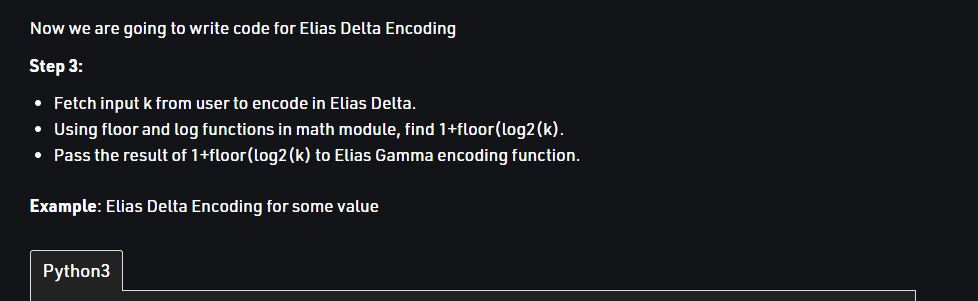 Now we are going to write code for Elias Delta Encoding
Step 3:
• Fetch input k from user to encode in Elias Delta.
• Using floor and log functions in math module, find 1+floor(log2(k).
• Pass the result of 1+floor(log2(k) to Elias Gamma encoding function.
Example: Elias Delta Encoding for some value
Python3